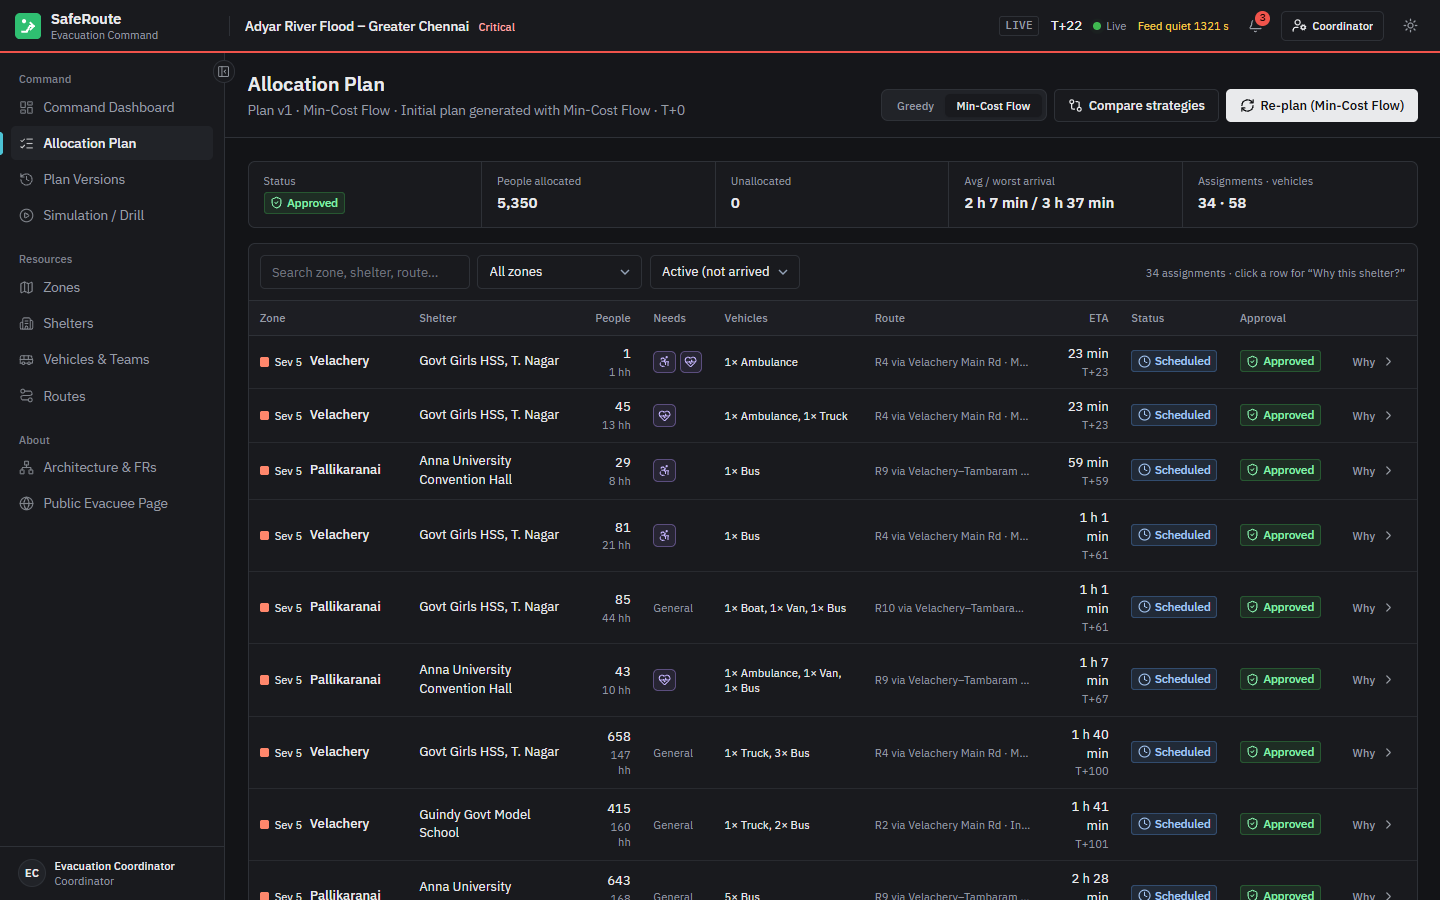 SafeRoute
Evacuation Command
Adyar River Flood – Greater Chennai Critical
LIVE T+22 Live Feed quiet 1321 s 3 Coordinator
Command
Command Dashboard
Allocation Plan
Plan Versions
Simulation / Drill
Resources
Zones
Shelters
Vehicles & Teams
Routes
About
Architecture & FRs
Public Evacuee Page
EC Evacuation Coordinator
Coordinator
Allocation Plan
Plan v1 · Min-Cost Flow · Initial plan generated with Min-Cost Flow · T+0
Greedy Min-Cost Flow Compare strategies Re-plan (Min-Cost Flow)
Status
Approved
People allocated
5,350
Unallocated
0
Avg / worst arrival
2 h 7 min / 3 h 37 min
Assignments · vehicles
34 · 58
Search zone, shelter, route... All zones Active (not arrived 34 assignments · click a row for “Why this shelter?”
Zone Shelter People Needs Vehicles Route ETA Status Approval
Sev 5 Velachery Govt Girls HSS, T. Nagar 1 1× Ambulance R4 via Velachery Main Rd · M... 23 min Scheduled Approved Why
1 hh T+23
Sev 5 Velachery Govt Girls HSS, T. Nagar 45 1× Ambulance, 1× Truck R4 via Velachery Main Rd · M... 23 min Scheduled Approved Why
13 hh T+23
Sev 5 Pallikaranai Anna University 29 1× Bus R9 via Velachery–Tambaram ... 59 min Scheduled Approved Why
Convention Hall 8 hh T+59
Sev 5 Velachery Govt Girls HSS, T. Nagar 81 1× Bus R4 via Velachery Main Rd · M... 1 h 1 Scheduled Approved Why
21 hh min
T+61
Sev 5 Pallikaranai Govt Girls HSS, T. Nagar 85 General 1× Boat, 1× Van, 1× Bus R10 via Velachery–Tambara... 1 h 1 Scheduled Approved Why
44 hh min
T+61
Sev 5 Pallikaranai Anna University 43 1× Ambulance, 1× Van, R9 via Velachery–Tambaram ... 1 h 7 Scheduled Approved Why
Convention Hall 10 hh 1× Bus min
T+67
Sev 5 Velachery Govt Girls HSS, T. Nagar 658 General 1× Truck, 3× Bus R4 via Velachery Main Rd · M... 1 h 40 Scheduled Approved Why
147 min
hh T+100
Sev 5 Velachery Guindy Govt Model 415 General 1× Truck, 2× Bus R2 via Velachery Main Rd · In... 1 h 41 Scheduled Approved Why
School 160 min
hh T+101
Sev 5 Pallikaranai Anna University 643 General 5× Bus R9 via Velachery–Tambaram ... 2 h 28 Scheduled Approved Why
168 min